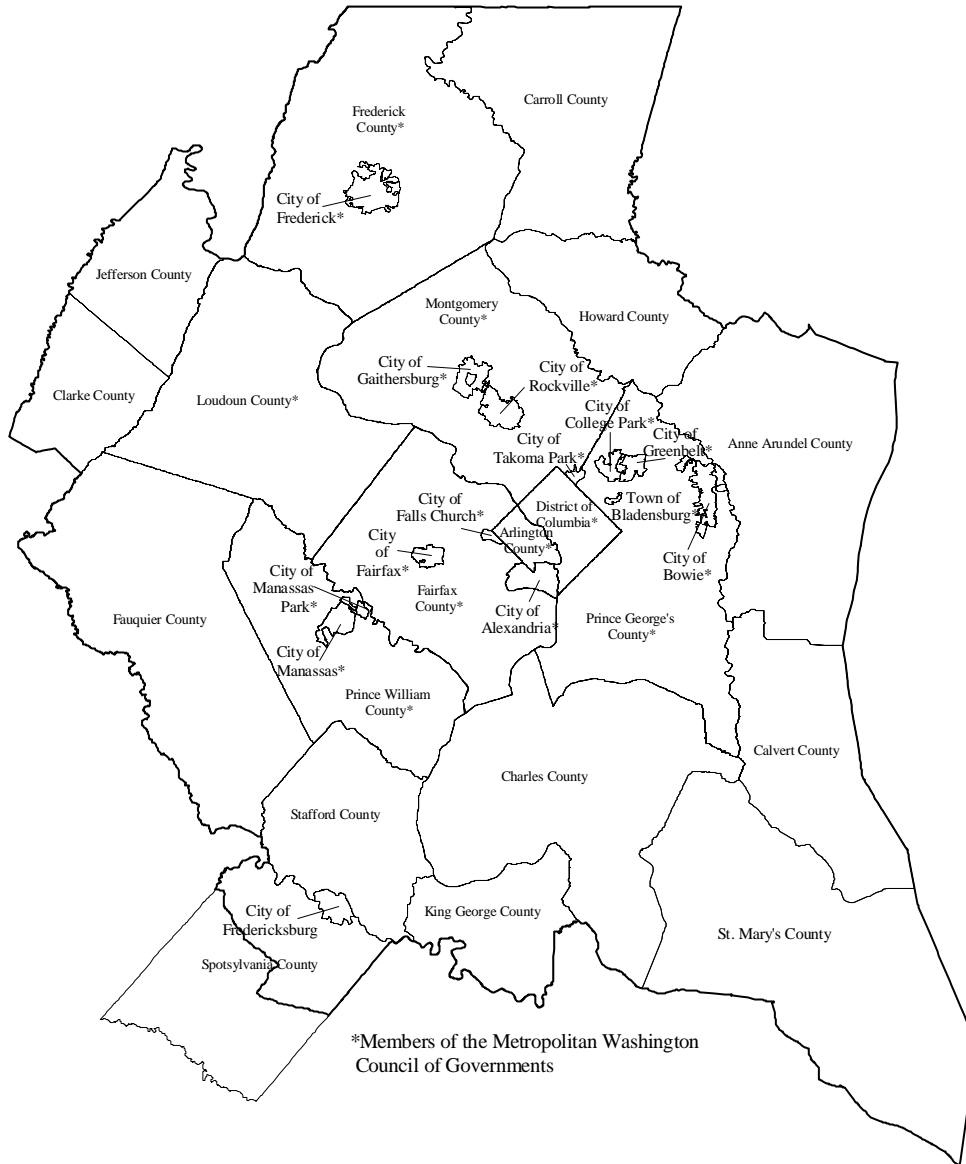 Carroll County
Frederick
County*
City of
Frederick*
Jefferson County
Montgomery
County*
Howard County
City of
Gaithersburg*
City of
Rockville*
Clarke County
Loudoun County*
City of
College Park*
City of
Greenbelt*
Anne Arundel County
City of
Takoma Park*
City of
Falls Church*
District of
Columbia*
Town of
Bladensburg*
Arlington
County*
City
of
Fairfax*
City of
Bowie*
City of
Manassas
Park*
Fairfax
County*
City of
Alexandria*
Prince George's
County*
Fauquier County
City of
Manassas*
Prince William
County*
Calvert County
Charles County
Stafford County
City of
Fredericksburg
King George County
St. Mary's County
Spotsylvania County
*Members of the Metropolitan Washington
Council of Governments